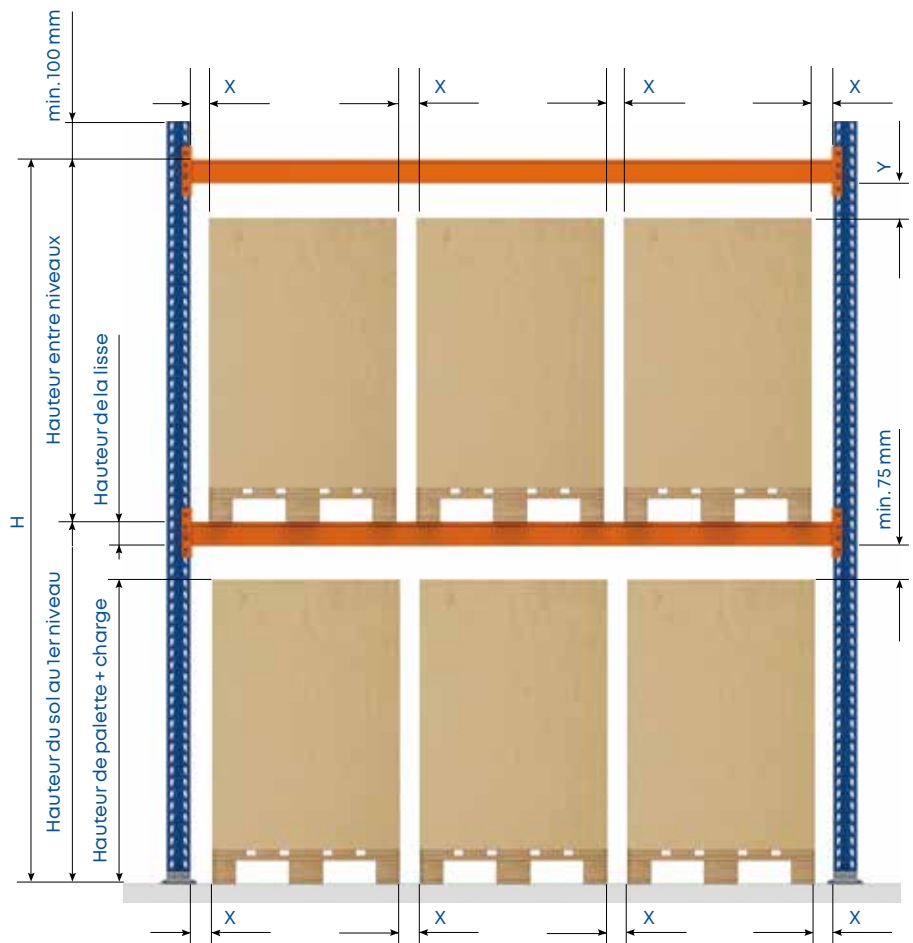 min. 100 mm
X
X
X
X
Y
Hauteur entre niveaux
Hauteur de la lisse
min. 75 mm
H
Hauteur du sol au 1er niveau
Hauteur de palette + charge
X
X
X
X